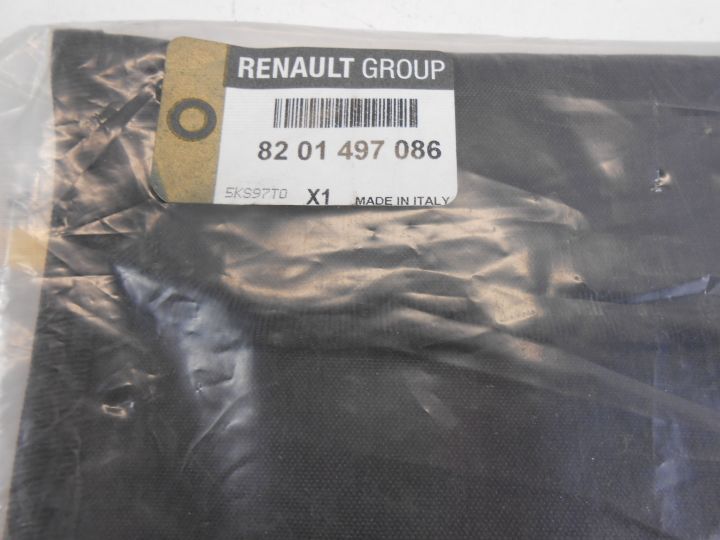 RENAULT GROUP
82 01 497 086
5KS97T0 X1 MADE IN ITALY